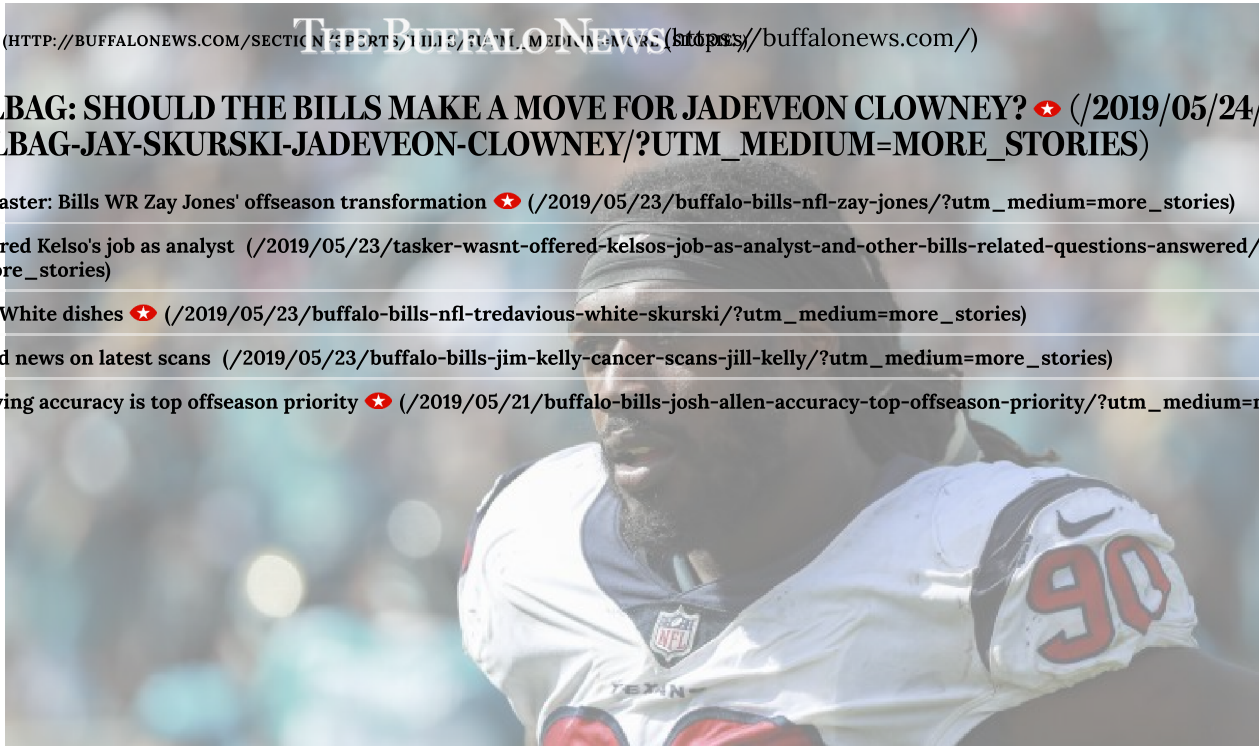 THE BUFFALO NEWS (https://buffalonews.com/)
(HTTP://BUFFALONEWS.COM/SECTION/SPORTS/BILLS/?UTM_MEDIUM=MORE_STORIES)
LBAG: SHOULD THE BILLS MAKE A MOVE FOR JADEVEON CLOWNEY? (/2019/05/24/
LBAG-JAY-SKURSKI-JADEVEON-CLOWNEY/?UTM_MEDIUM=MORE_STORIES)
aster: Bills WR Zay Jones' offseason transformation (/2019/05/23/buffalo-bills-nfl-zay-jones/?utm_medium=more_stories)
red Kelso's job as analyst (/2019/05/23/tasker-wasnt-offered-kelsos-job-as-analyst-and-other-bills-related-questions-answered/
ore_stories)
White dishes (/2019/05/23/buffalo-bills-nfl-tredavious-white-skurski/?utm_medium=more_stories)
d news on latest scans (/2019/05/23/buffalo-bills-jim-kelly-cancer-scans-jill-kelly/?utm_medium=more_stories)
ving accuracy is top offseason priority (/2019/05/21/buffalo-bills-josh-allen-accuracy-top-offseason-priority/?utm_medium=
90
NFL
TEXAN